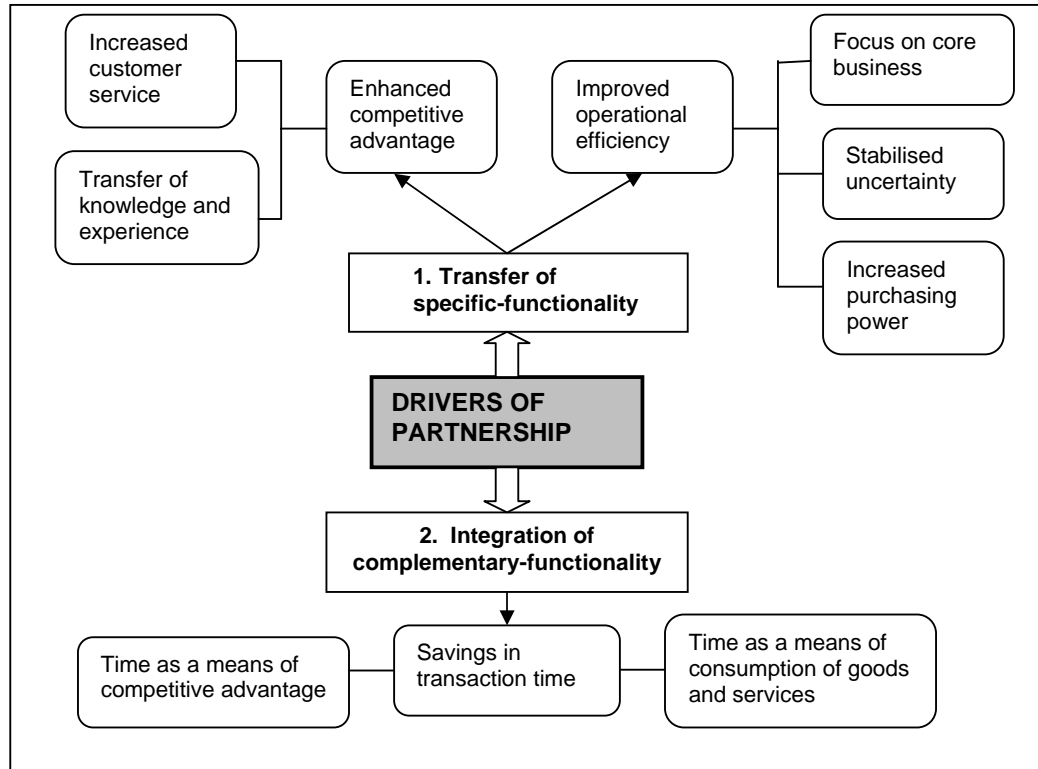 Increased
customer
service
Transfer of
knowledge and
experience
Enhanced
competitive
advantage
Improved
operational
efficiency
Focus on core
business
Stabilised
uncertainty
Increased
purchasing
power
1. Transfer of
specific-functionality
DRIVERS OF
PARTNERSHIP
2. Integration of
complementary-functionality
Time as a means of
competitive advantage
Savings in
transaction time
Time as a means of
consumption of goods
and services